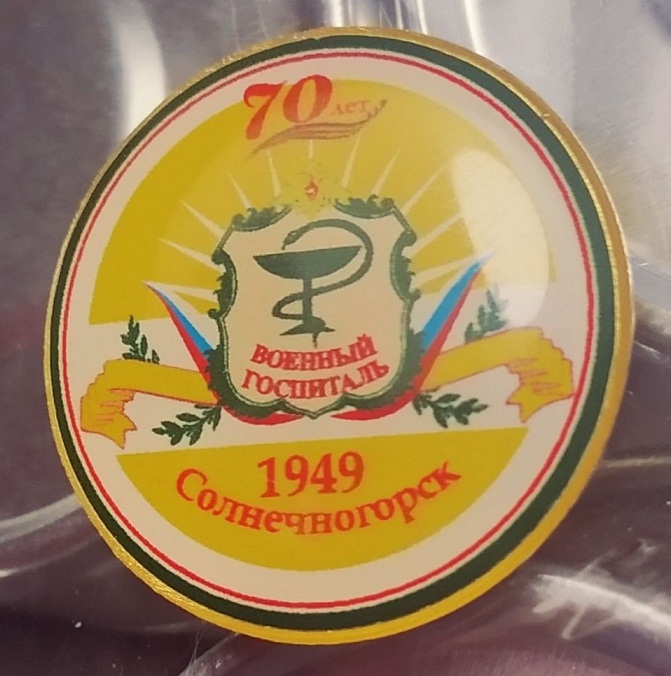 70 лет
ВОЕННЫЙ
ГОСПИТАЛЬ
1949
Солнечногорск